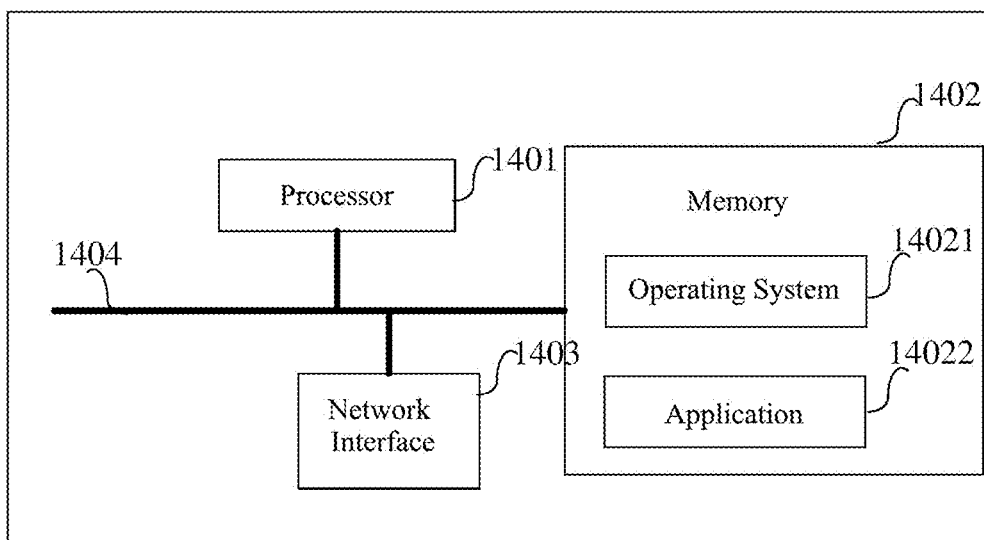 1402
1401
Processor
Memory
1404
14021
Operating System
1403
14022
Network
Interface
Application